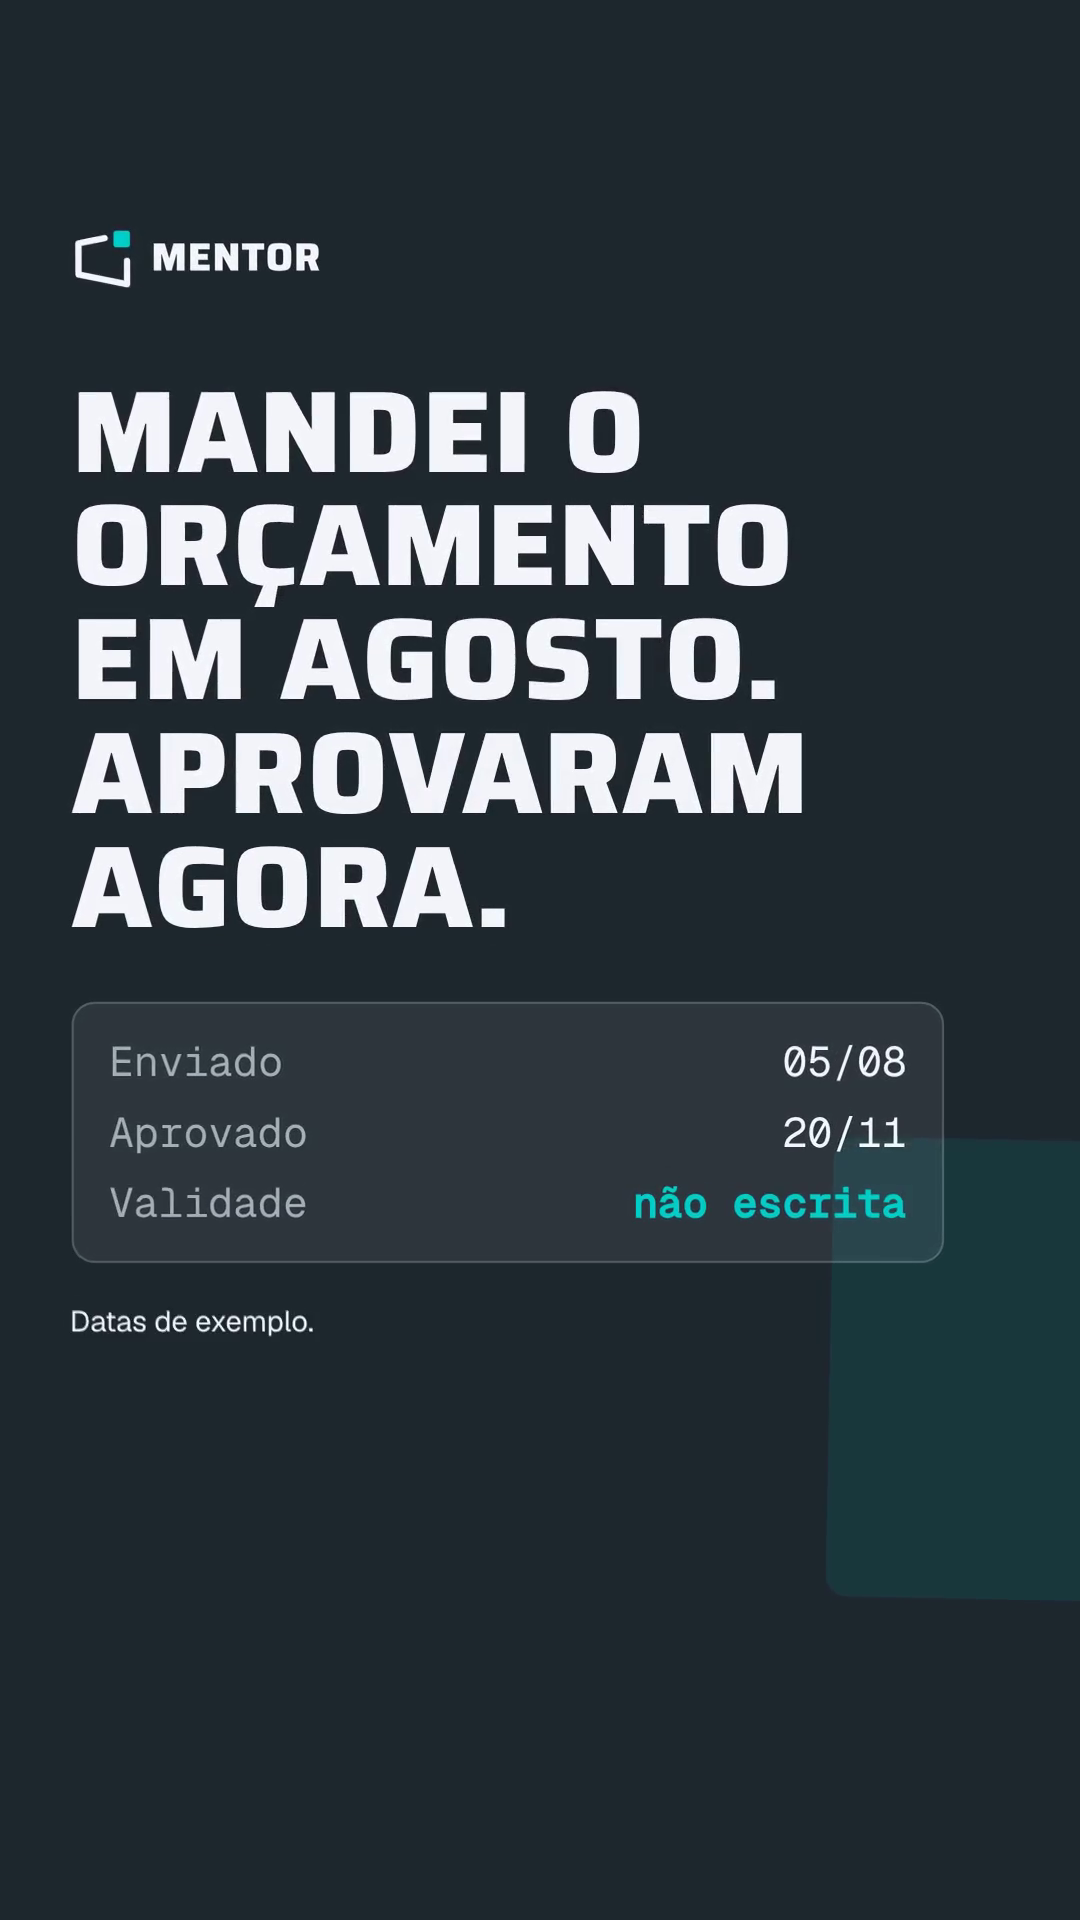 MENTOR
MANDEI O
ORÇAMENTO
EM AGOSTO.
APROVARAM
AGORA.
Enviado 05/08
Aprovado 20/11
Validade não escrita
Datas de exemplo.